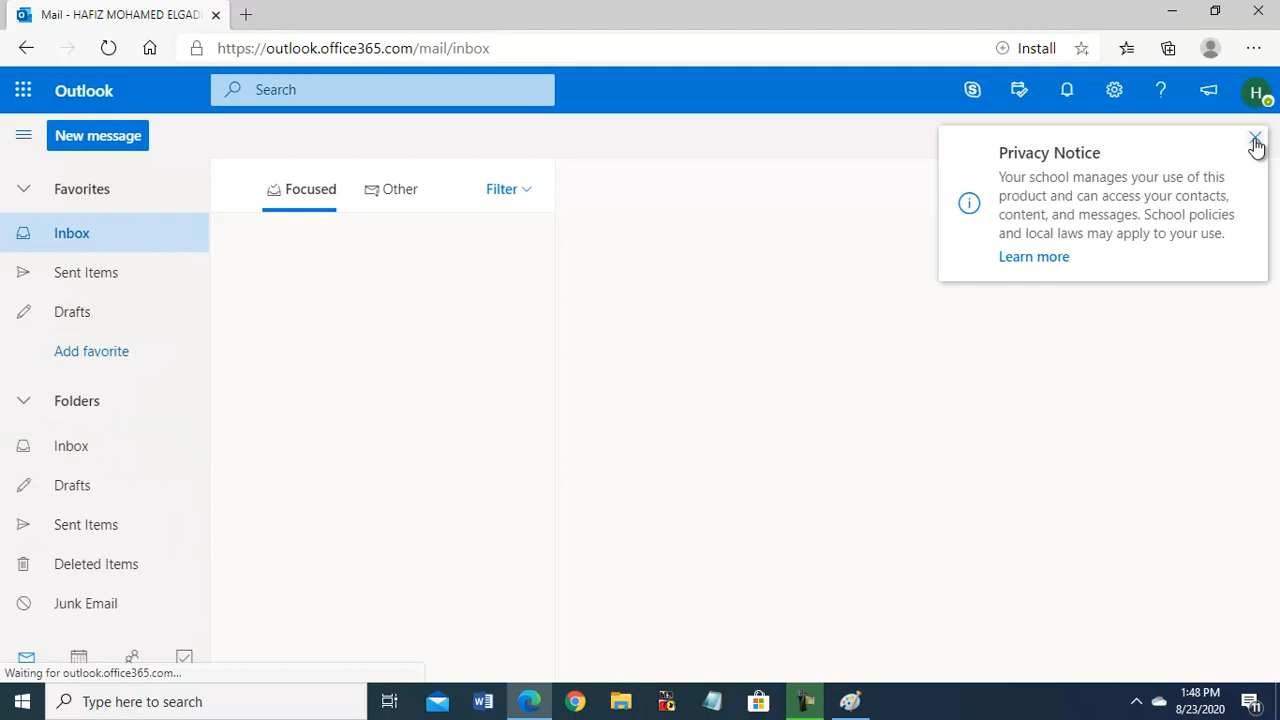 Mail - HAFIZ MOHAMED ELGAD
https://outlook.office365.com/mail/inbox
Install
Outlook
Search
H
New message
Favorites
Focused
Other
Filter
Inbox
Sent Items
Drafts
Add favorite
Folders
Inbox
Drafts
Sent Items
Deleted Items
Junk Email
Privacy Notice
Your school manages your use of this
product and can access your contacts,
content, and messages. School policies
and local laws may apply to your use.
Learn more
Waiting for outlook.office365.com...
Type here to search
1:48 PM
8/23/2020